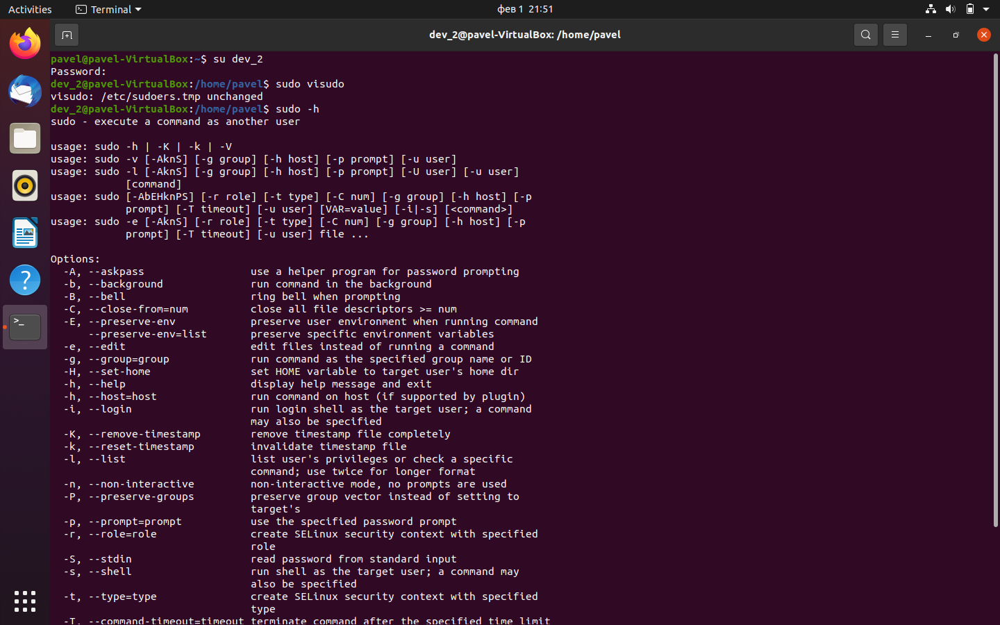 Activities
Terminal
фев 1 21:51
dev_2@pavel-VirtualBox: /home/pavel
pavel@pavel-VirtualBox:~$ su dev_2
Password:
dev_2@pavel-VirtualBox:/home/pavel$ sudo visudo
visudo: /etc/sudoers.tmp unchanged
dev_2@pavel-VirtualBox:/home/pavel$ sudo -h
sudo - execute a command as another user
usage: sudo -h | -K | -k | -V
usage: sudo -v [-AknS] [-g group] [-h host] [-p prompt] [-u user]
usage: sudo -l [-AknS] [-g group] [-h host] [-p prompt] [-U user] [-u user]
[command]
usage: sudo [-AbEHknPS] [-r role] [-t type] [-C num] [-g group] [-h host] [-p
prompt] [-T timeout] [-u user] [VAR=value] [-i|-s] [<command>]
usage: sudo -e [-AknS] [-r role] [-t type] [-C num] [-g group] [-h host] [-p
prompt] [-T timeout] [-u user] file ...
Options:
-A, --askpass use a helper program for password prompting
-b, --background run command in the background
-B, --bell ring bell when prompting
-C, --close-from=num close all file descriptors >= num
-E, --preserve-env preserve user environment when running command
--preserve-env=list preserve specific environment variables
-e, --edit edit files instead of running a command
-g, --group=group run command as the specified group name or ID
-H, --set-home set HOME variable to target user's home dir
-h, --help display help message and exit
-h, --host=host run command on host (if supported by plugin)
-i, --login run login shell as the target user; a command
may also be specified
-K, --remove-timestamp remove timestamp file completely
-k, --reset-timestamp invalidate timestamp file
-l, --list list user's privileges or check a specific
command; use twice for longer format
-n, --non-interactive non-interactive mode, no prompts are used
-P, --preserve-groups preserve group vector instead of setting to
target's
-p, --prompt=prompt use the specified password prompt
-r, --role=role create SELinux security context with specified
role
-S, --stdin read password from standard input
-s, --shell run shell as the target user; a command may
also be specified
-t, --type=type create SELinux security context with specified
type
-T, --command-timeout=timeout terminate command after the specified time limit